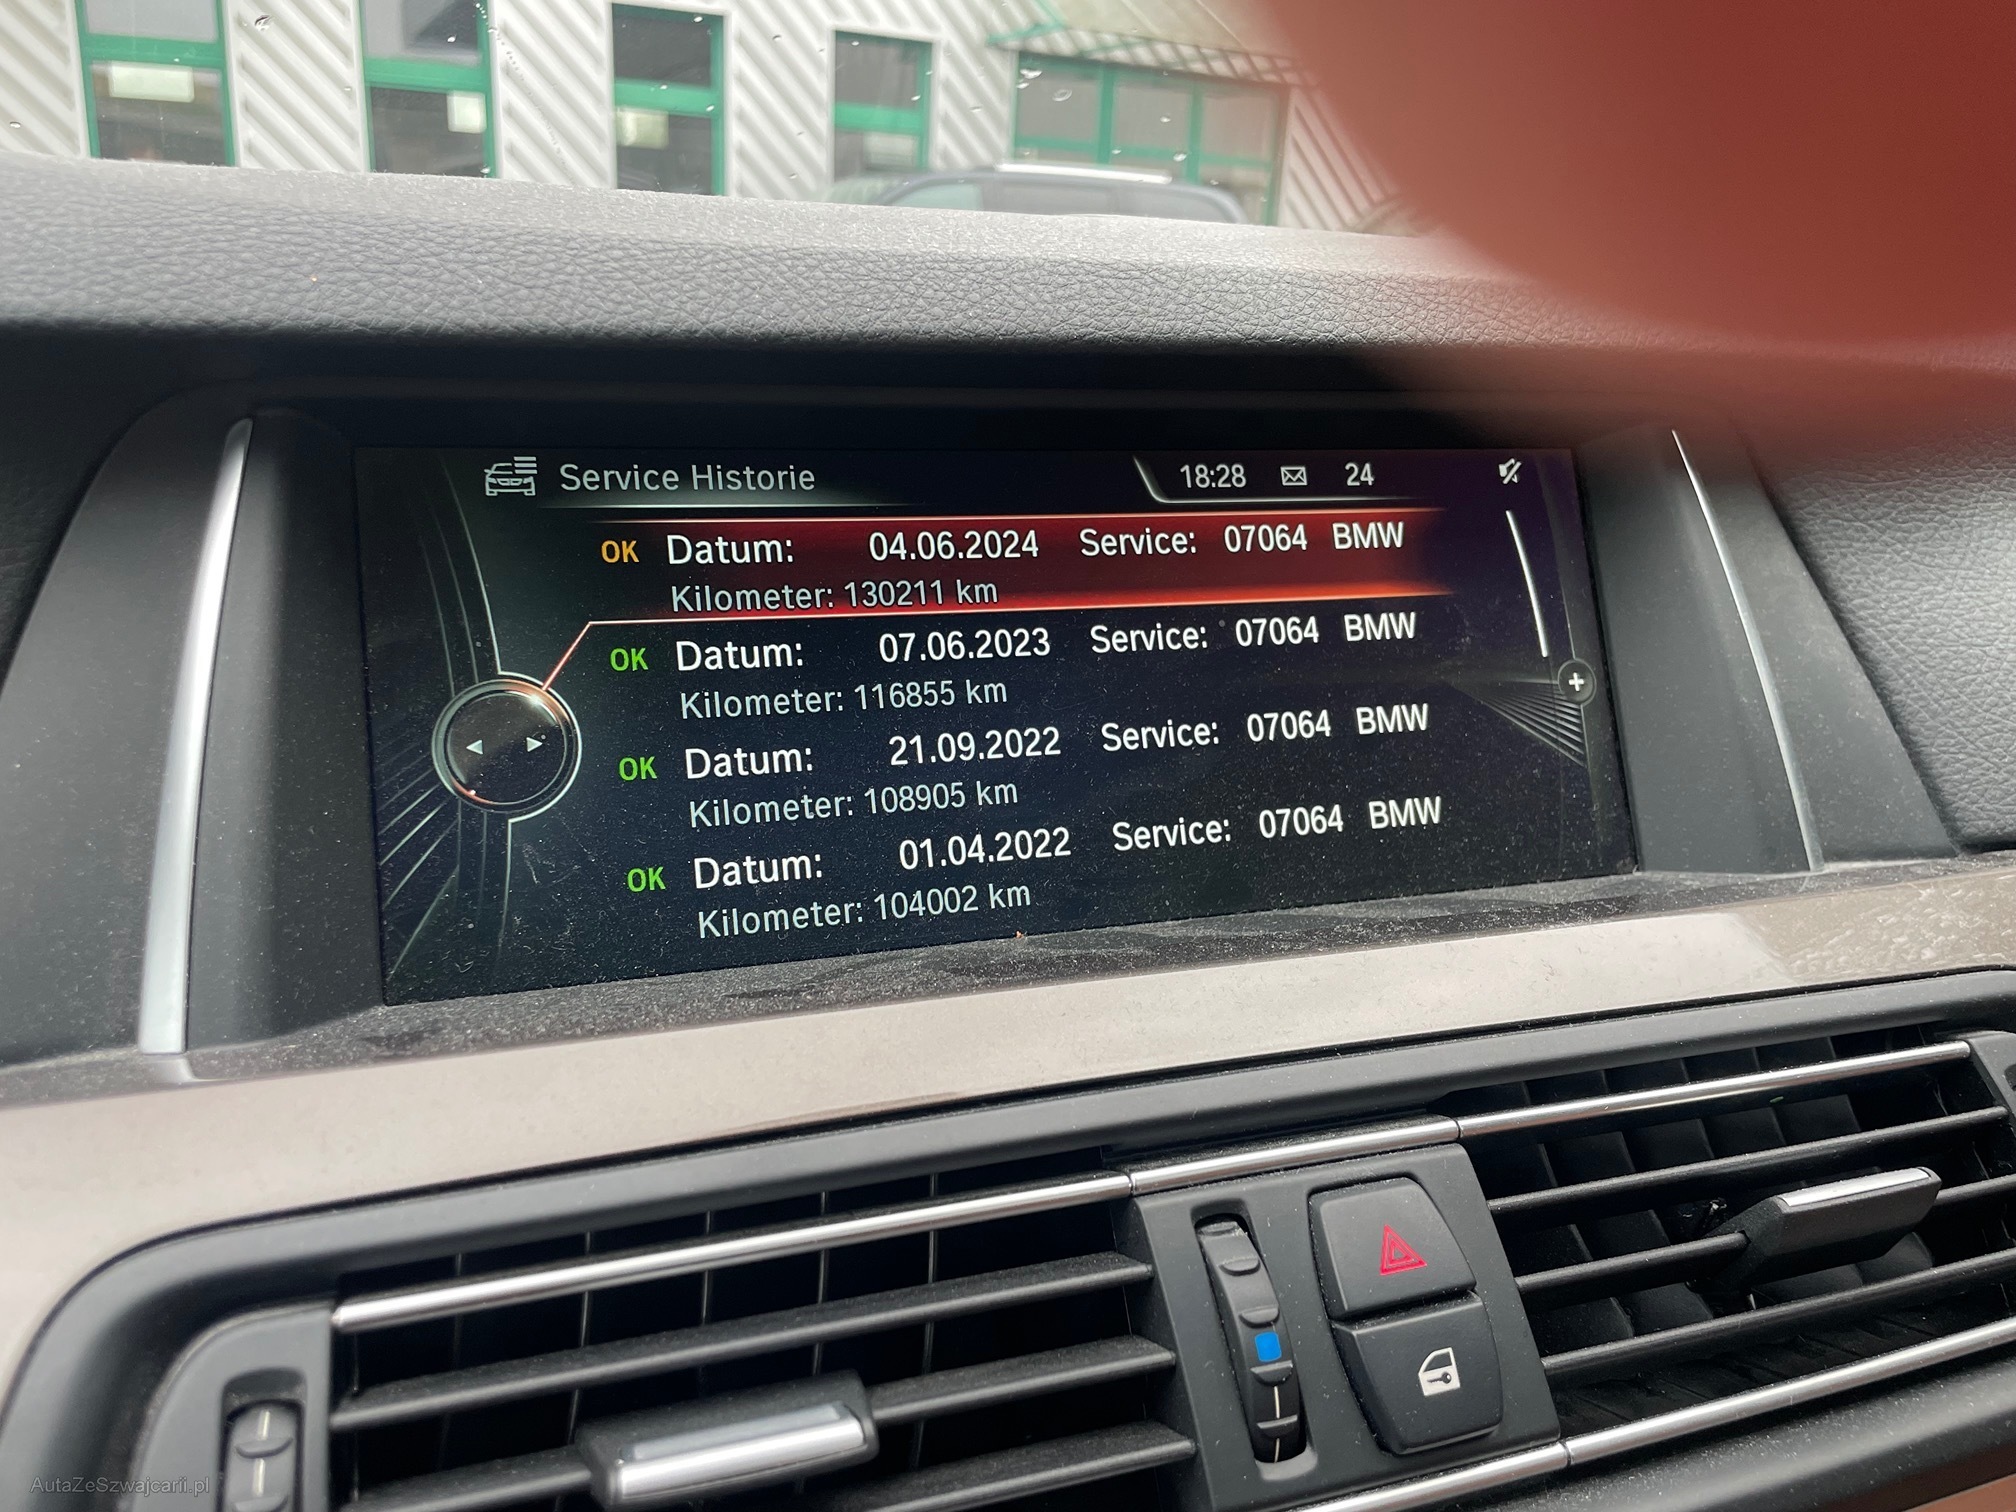 Service Historie 18:28 24
OK Datum: 04.06.2024 Service: 07064 BMW
Kilometer: 130211 km
OK Datum: 07.06.2023 Service: 07064 BMW
Kilometer: 116855 km
OK Datum: 21.09.2022 Service: 07064 BMW
Kilometer: 108905 km
OK Datum: 01.04.2022 Service: 07064 BMW
Kilometer: 104002 km
AutaZeSzwajcarii.pl